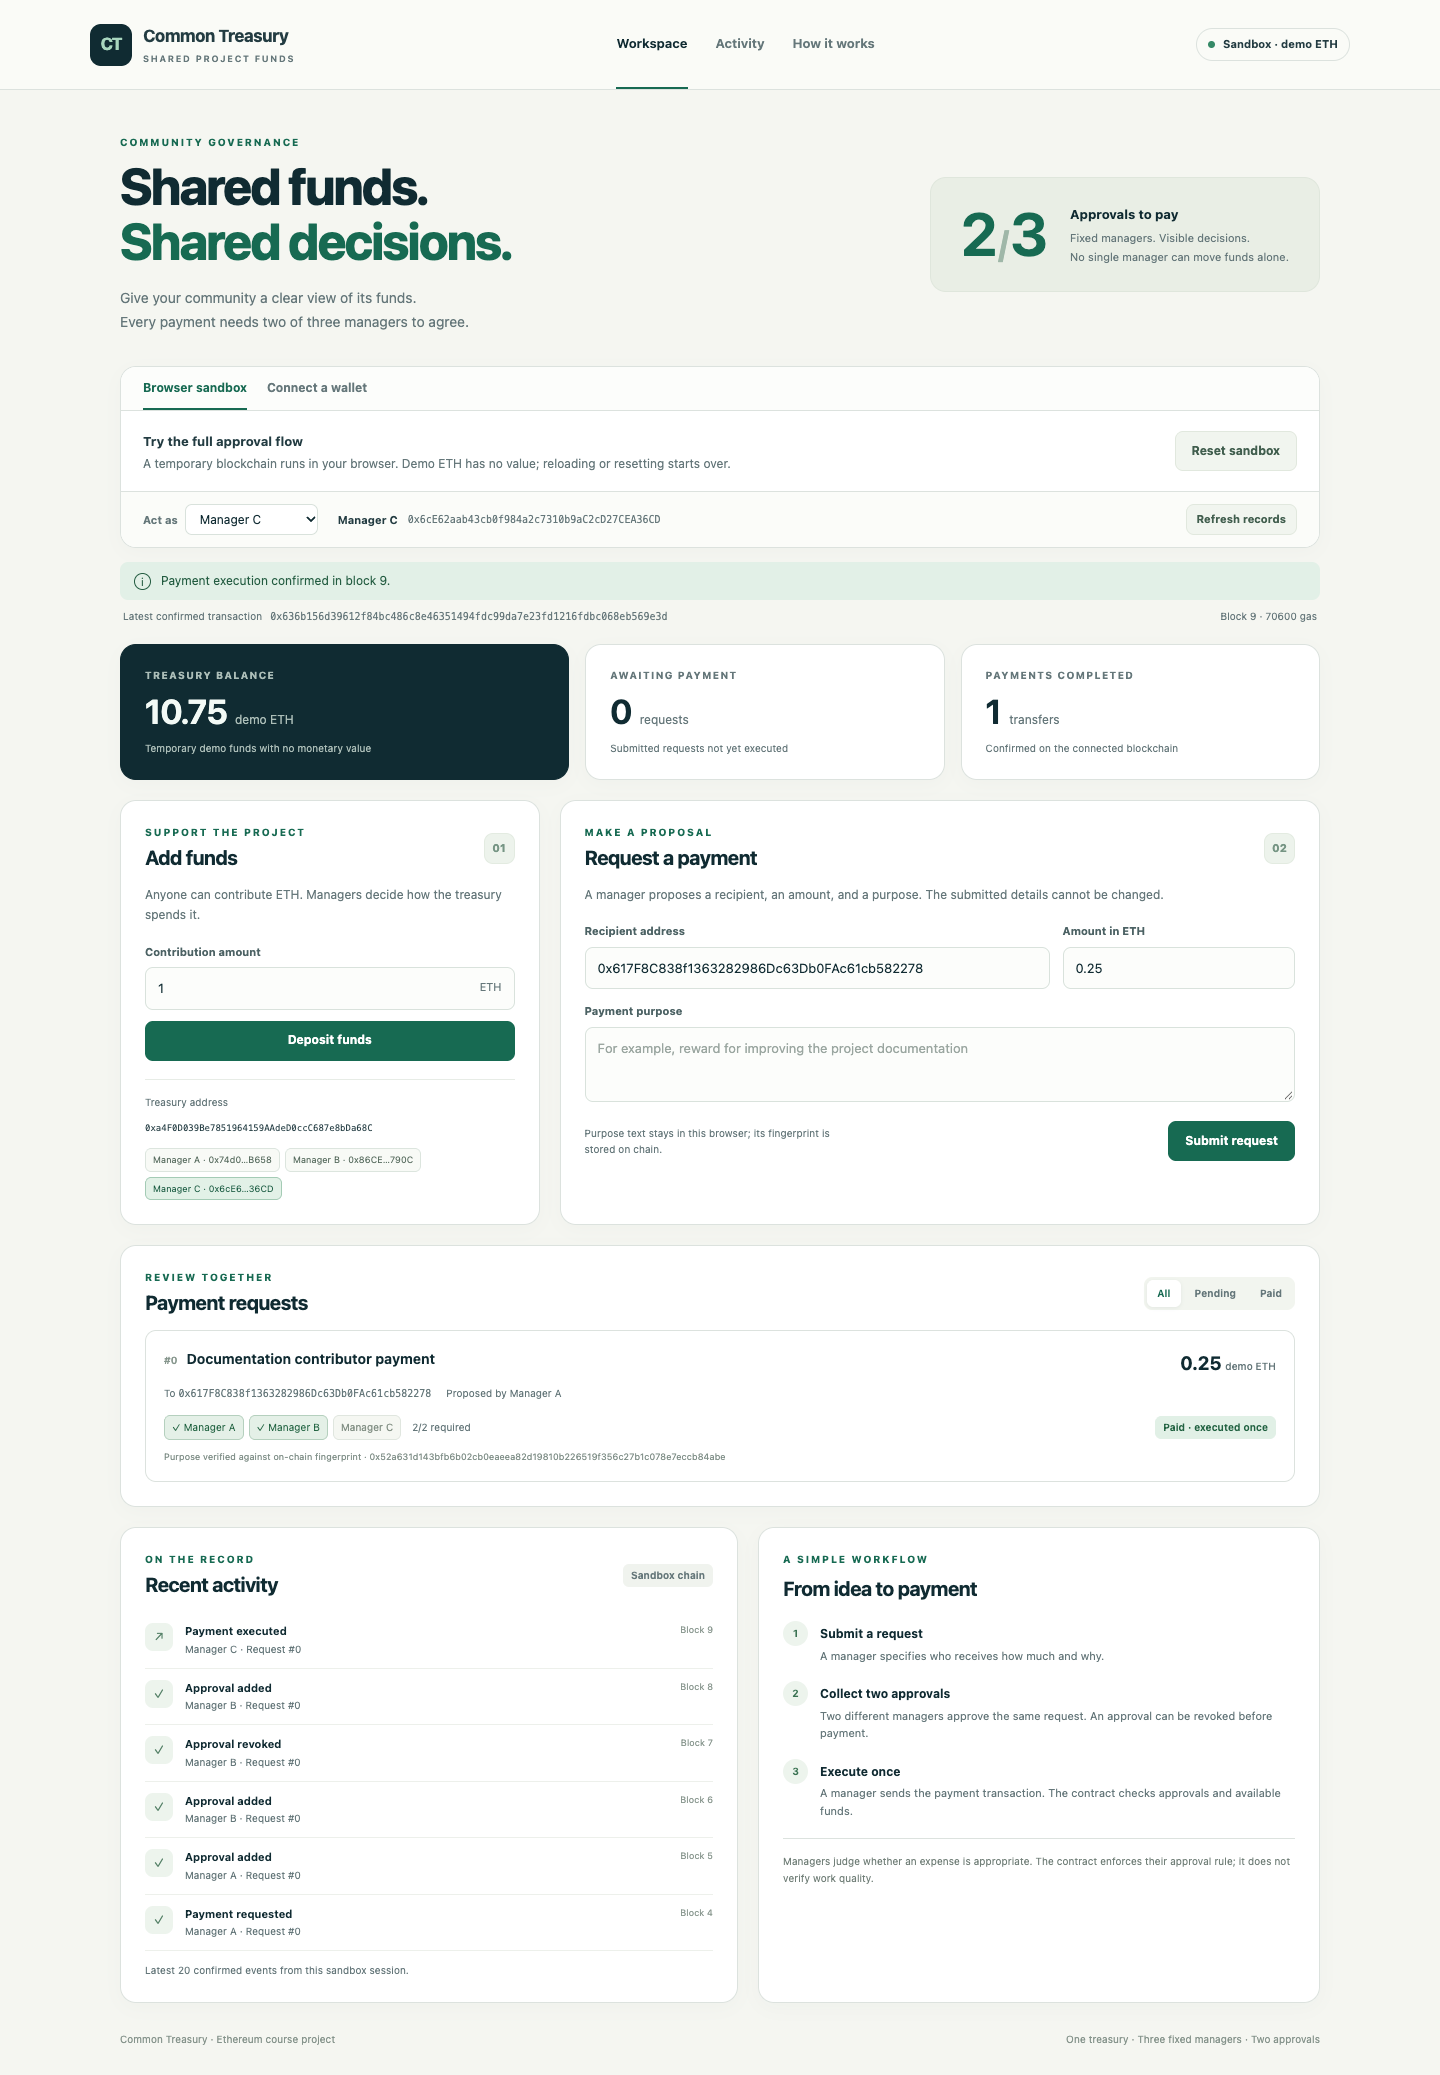 CT
Common Treasury
SHARED PROJECT FUNDS
Workspace
Activity
How it works
Sandbox · demo ETH
COMMUNITY GOVERNANCE
Shared funds.
Shared decisions.
Give your community a clear view of its funds.
Every payment needs two of three managers to agree.
2/3
Approvals to pay
Fixed managers. Visible decisions.
No single manager can move funds alone.
Browser sandbox
Connect a wallet
Try the full approval flow
A temporary blockchain runs in your browser. Demo ETH has no value; reloading or resetting starts over.
Reset sandbox
Act as
Manager C
Manager C
0x6cE62aab43cb0f984a2c7310b9aC2cD27CEA36CD
Refresh records
Payment execution confirmed in block 9.
Latest confirmed transaction 0x636b156d39612f84bc486c8e46351494fdc99da7e23fd1216fdbc068eb569e3d
Block 9 · 70600 gas
TREASURY BALANCE
10.75 demo ETH
Temporary demo funds with no monetary value
AWAITING PAYMENT
0 requests
Submitted requests not yet executed
PAYMENTS COMPLETED
1 transfers
Confirmed on the connected blockchain
SUPPORT THE PROJECT
Add funds
01
Anyone can contribute ETH. Managers decide how the treasury
spends it.
Contribution amount
1
ETH
Deposit funds
Treasury address
0xa4F0D039Be7851964159AAdeD0ccC687e8bDa68C
Manager A · 0x74d0…B658
Manager B · 0x86CE…790C
Manager C · 0x6cE6…36CD
MAKE A PROPOSAL
Request a payment
02
A manager proposes a recipient, an amount, and a purpose. The submitted details cannot be changed.
Recipient address
Amount in ETH
0x617F8C838f1363282986Dc63Db0FAc61cb582278
0.25
Payment purpose
For example, reward for improving the project documentation
Purpose text stays in this browser; its fingerprint is
stored on chain.
Submit request
REVIEW TOGETHER
Payment requests
All
Pending
Paid
#0 Documentation contributor payment
0.25 demo ETH
To 0x617F8C838f1363282986Dc63Db0FAc61cb582278
Proposed by Manager A
✓ Manager A
✓ Manager B
Manager C
2/2 required
Paid · executed once
Purpose verified against on-chain fingerprint · 0x52a631d143bfb6b02cb0eaeea82d19810b226519f356c27b1c078e7eccb84abe
ON THE RECORD
Recent activity
Sandbox chain
Payment executed
Block 9
Manager C · Request #0
Approval added
Block 8
Manager B · Request #0
Approval revoked
Block 7
Manager B · Request #0
Approval added
Block 6
Manager B · Request #0
Approval added
Block 5
Manager A · Request #0
Payment requested
Block 4
Manager A · Request #0
Latest 20 confirmed events from this sandbox session.
A SIMPLE WORKFLOW
From idea to payment
1 Submit a request
A manager specifies who receives how much and why.
2 Collect two approvals
Two different managers approve the same request. An approval can be revoked before
payment.
3 Execute once
A manager sends the payment transaction. The contract checks approvals and available
funds.
Managers judge whether an expense is appropriate. The contract enforces their approval rule; it does not
verify work quality.
Common Treasury · Ethereum course project
One treasury · Three fixed managers · Two approvals